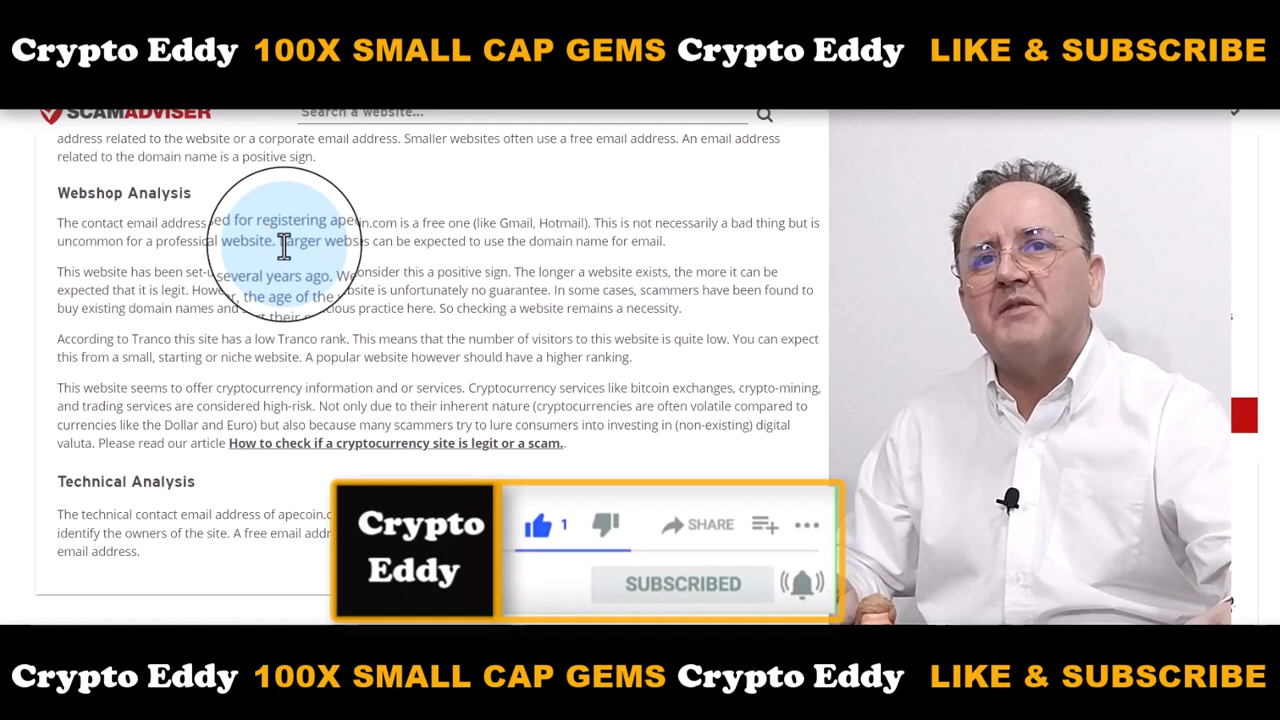 Crypto Eddy 100X SMALL CAP GEMS Crypto Eddy LIKE & SUBSCRIBE
SCAMADVISER Search a website...
address related to the website or a corporate email address. Smaller websites often use a free email address. An email address
related to the domain name is a positive sign.
Webshop Analysis
The contact email address for registering in.com is a free one (like Gmail, Hotmail). This is not necessarily a bad thing but is
uncommon for a professional website. Larger can be expected to use the domain name for email.
This website has been several years ago. We consider this a positive sign. The longer a website exists, the more it can be
expected that it is legit. However, the age of the website is unfortunately no guarantee. In some cases, scammers have been found to
buy existing domain names and their practice here. So checking a website remains a necessity.
According to Tranco this site has a low Tranco rank. This means that the number of visitors to this website is quite low. You can expect
this from a small, starting or niche website. A popular website however should have a higher ranking.
This website seems to offer cryptocurrency information and or services. Cryptocurrency services like bitcoin exchanges, crypto-mining,
and trading services are considered high-risk. Not only due to their inherent nature (cryptocurrencies are often volatile compared to
currencies like the Dollar and Euro) but also because many scammers try to lure consumers into investing in (non-existing) digital
valuta. Please read our article How to check if a cryptocurrency site is legit or a scam..
Technical Analysis
The technical contact email address of apecoin.c
identify the owners of the site. A free email addr
email address.
Crypto
Eddy
1 SHARE
SUBSCRIBED
Crypto Eddy 100X SMALL CAP GEMS Crypto Eddy LIKE & SUBSCRIBE